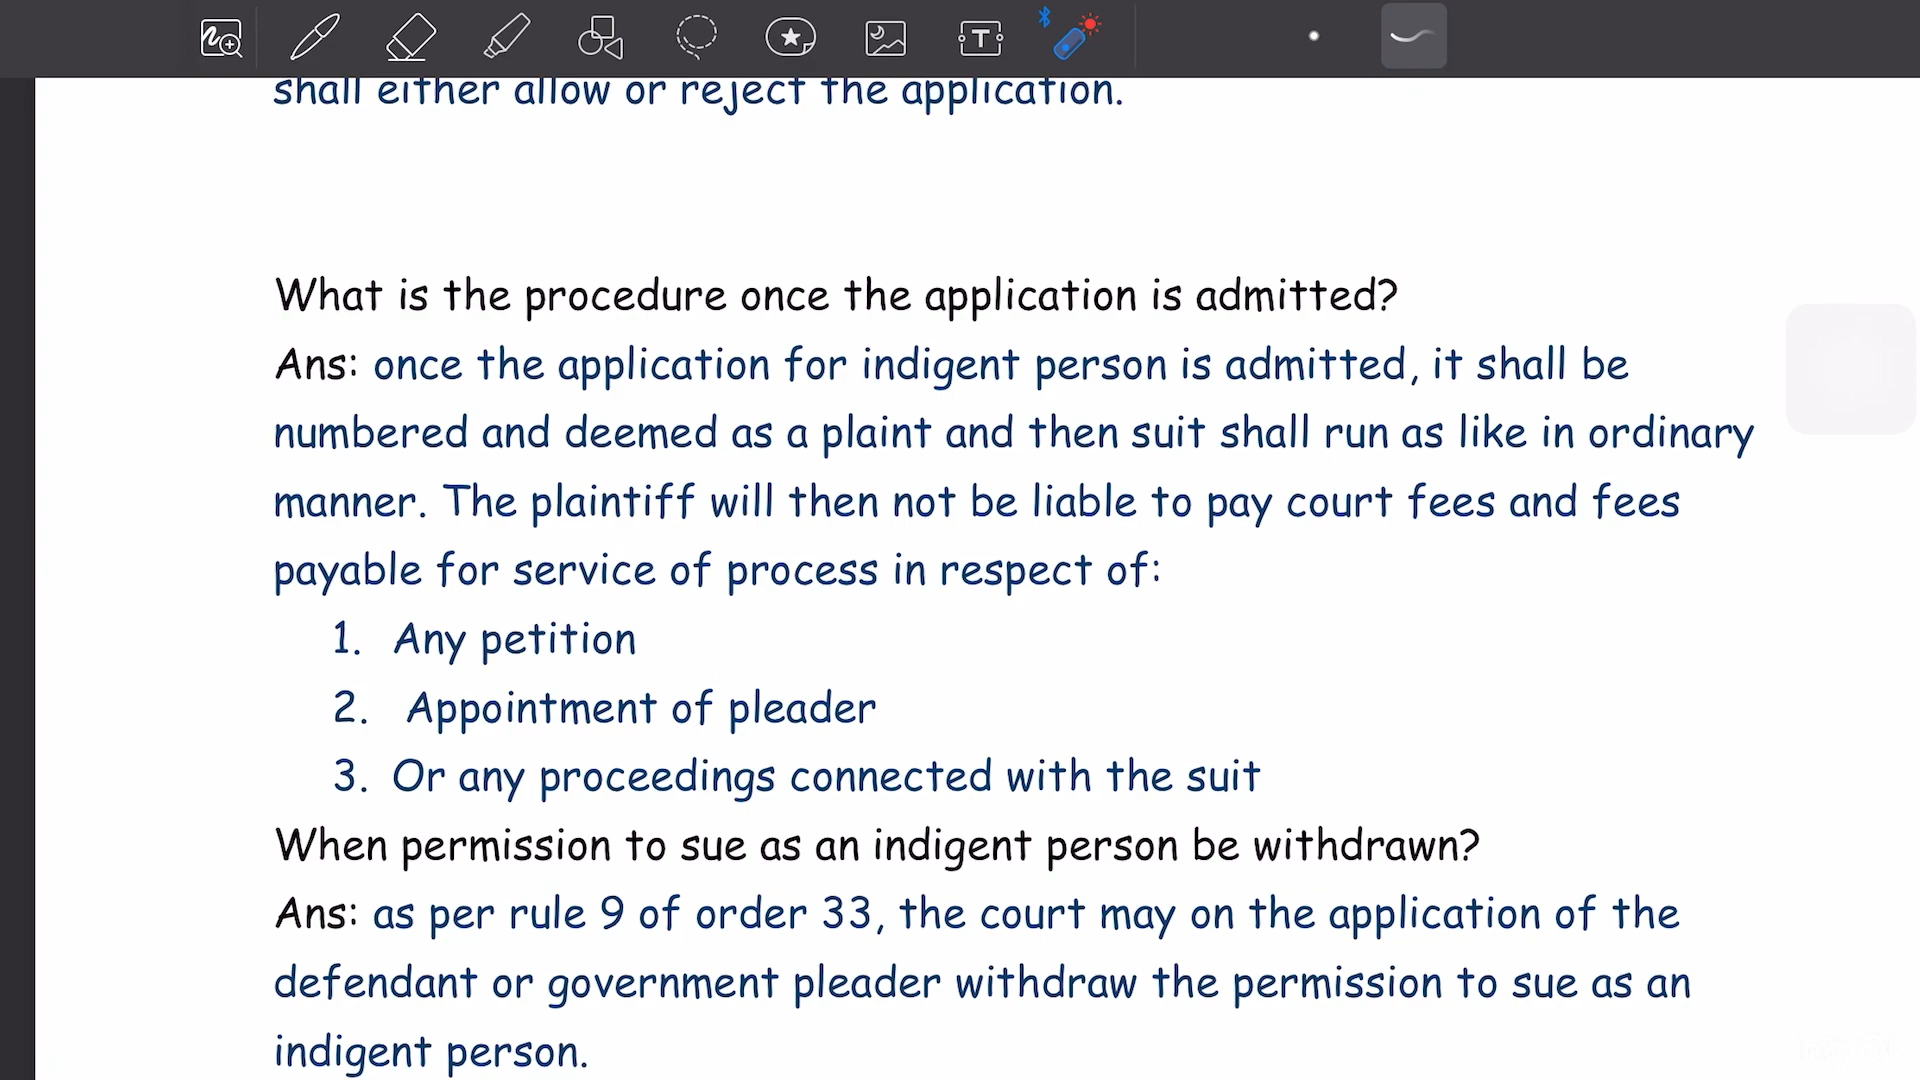 shall either allow or reject the application.
What is the procedure once the application is admitted?
Ans: once the application for indigent person is admitted, it shall be
numbered and deemed as a plaint and then suit shall run as like in ordinary
manner. The plaintiff will then not be liable to pay court fees and fees
payable for service of process in respect of:
1. Any petition
2. Appointment of pleader
3. Or any proceedings connected with the suit
When permission to sue as an indigent person be withdrawn?
Ans: as per rule 9 of order 33, the court may on the application of the
defendant or government pleader withdraw the permission to sue as an
indigent person.